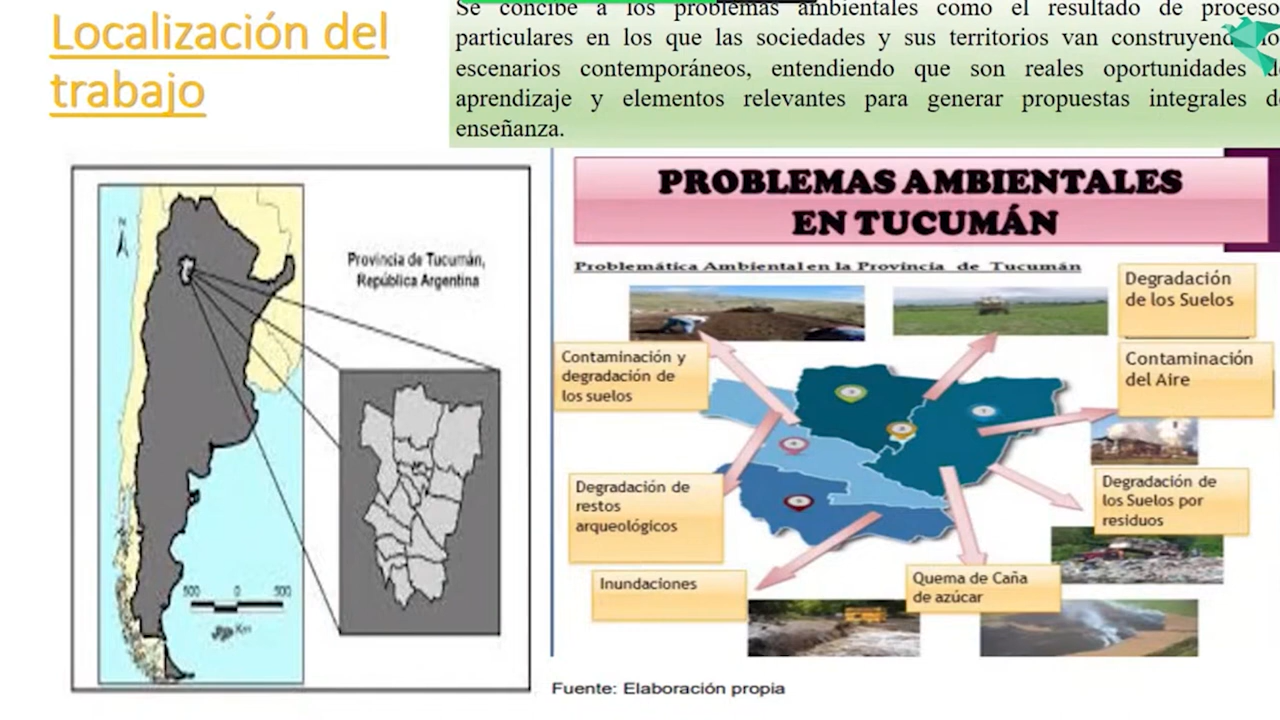 Localización del
trabajo
Se concibe a los problemas ambientales como el resultado de proceso
particulares en los que las sociedades y sus territorios van construyend
escenarios contemporáneos, entendiendo que son reales oportunidades de
aprendizaje y elementos relevantes para generar propuestas integrales de
enseñanza.
N
Provincia de Tucumán,
República Argentina
500 0 500
Km
PROBLEMAS AMBIENTALES
EN TUCUMÁN
Problemática Ambiental en la Provincia de Tucumán
Degradación
de los Suelos
Contaminación y
degradación de
los suelos
Contaminación
del Aire
Degradación de
restos
arqueológicos
Degradación de
los Suelos por
residuos
Inundaciones
Quema de Caña
de azúcar
Fuente: Elaboración propia